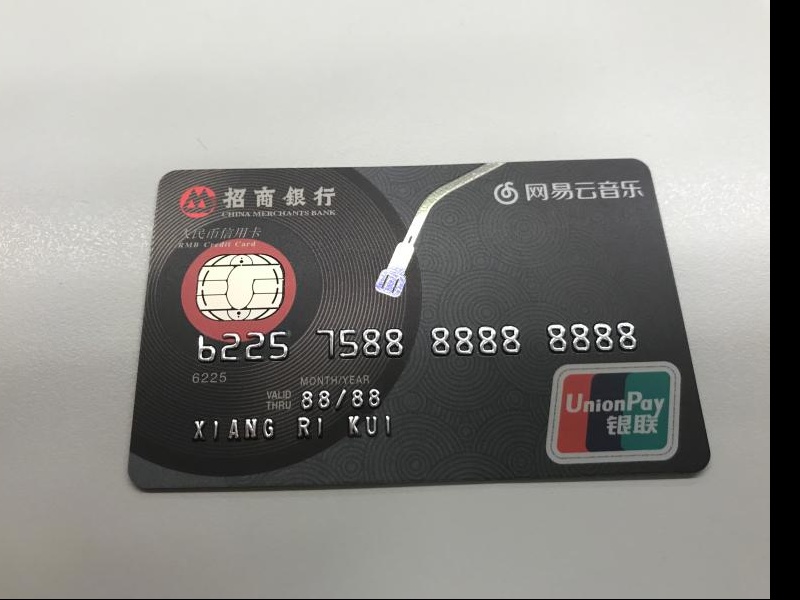 招商銀行
CHINA MERCHANTS BANK
网易云音乐
人民币信用卡
RMB Credit Card
6225 7588 8888 8888
6225
MONTH/YEAR
VALID THRU 88/88
XIANG RI KUI
UnionPay
银联